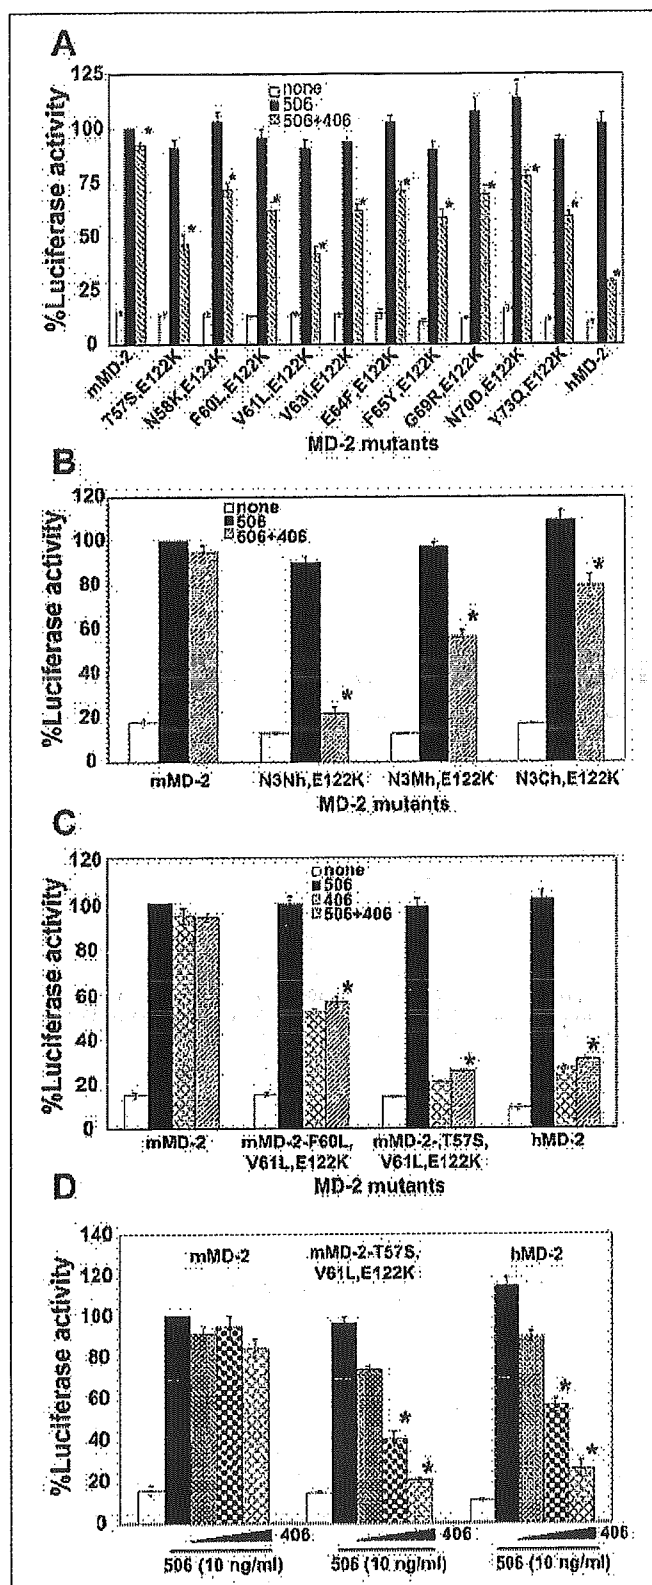 A
125
100
75
50
25
0
%Luciferase activity
none
506
506+406
*
*
*
*
*
*
*
*
*
*
*
*
mMD-2
T57S,E122K
N58K,E122K
F60L,E122K
V61L,E122K
V63I,E122K
E64F,E122K
F65Y,E122K
G69R,E122K
N70D,E122K
Y73Q,E122K
hMD-2
MD-2 mutants
B
120
100
80
60
40
20
0
%Luciferase activity
none
506
506+406
*
*
*
mMD-2
N3Nh,E122K
N3Mh,E122K
N3Ch,E122K
MD-2 mutants
C
120
100
80
60
40
20
0
%Luciferase activity
none
506
406
506+406
*
*
*
mMD-2
mMD-2-F60L,
V61L,E122K
mMD-2-T57S,
V61L,E122K
hMD-2
MD-2 mutants
D
140
120
100
80
60
40
20
0
%Luciferase activity
mMD-2
mMD-2-T57S,
V61L,E122K
hMD-2
*
*
*
*
406
406
406
506 (10 ng/ml)
506 (10 ng/ml)
506 (10 ng/ml)